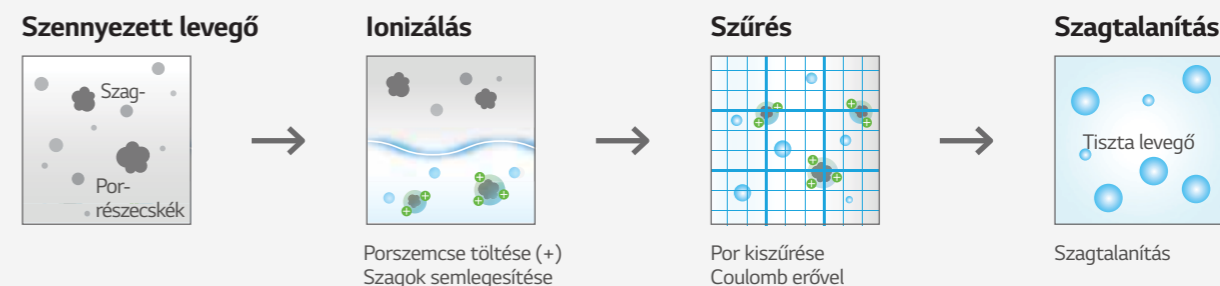 Szennyezett levegő
Szag-
Por-
részecskék
Ionizálás
Porszemcse töltése (+)
Szagok semlegesítése
Szűrés
Por kiszűrése
Coulomb erővel
Szagtalanítás
Tiszta levegő
Szagtalanítás